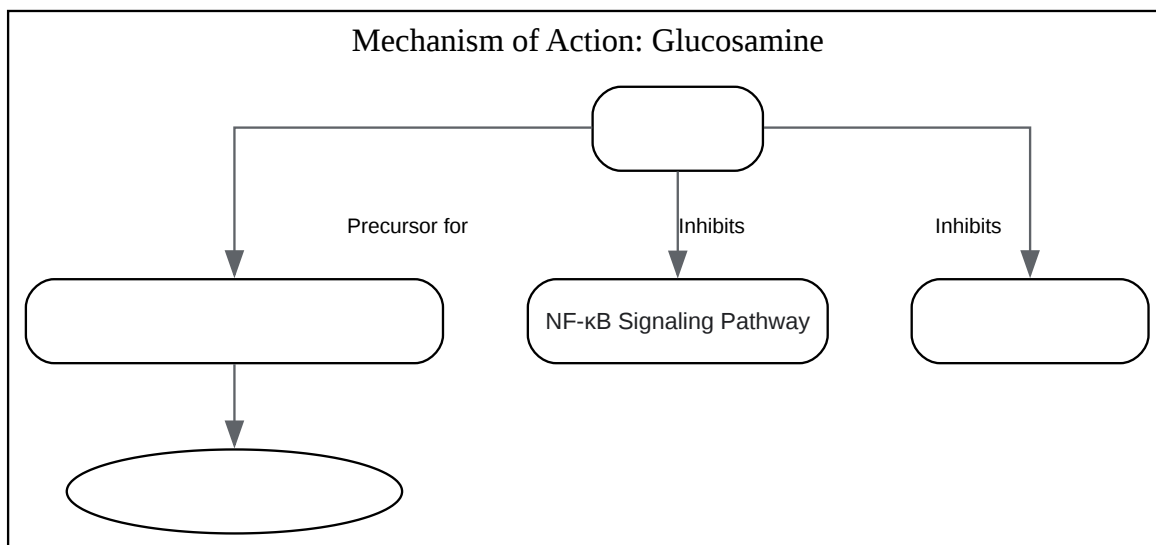 Mechanism of Action: Glucosamine
Precursor for
Inhibits
Inhibits
NF-κB Signaling Pathway